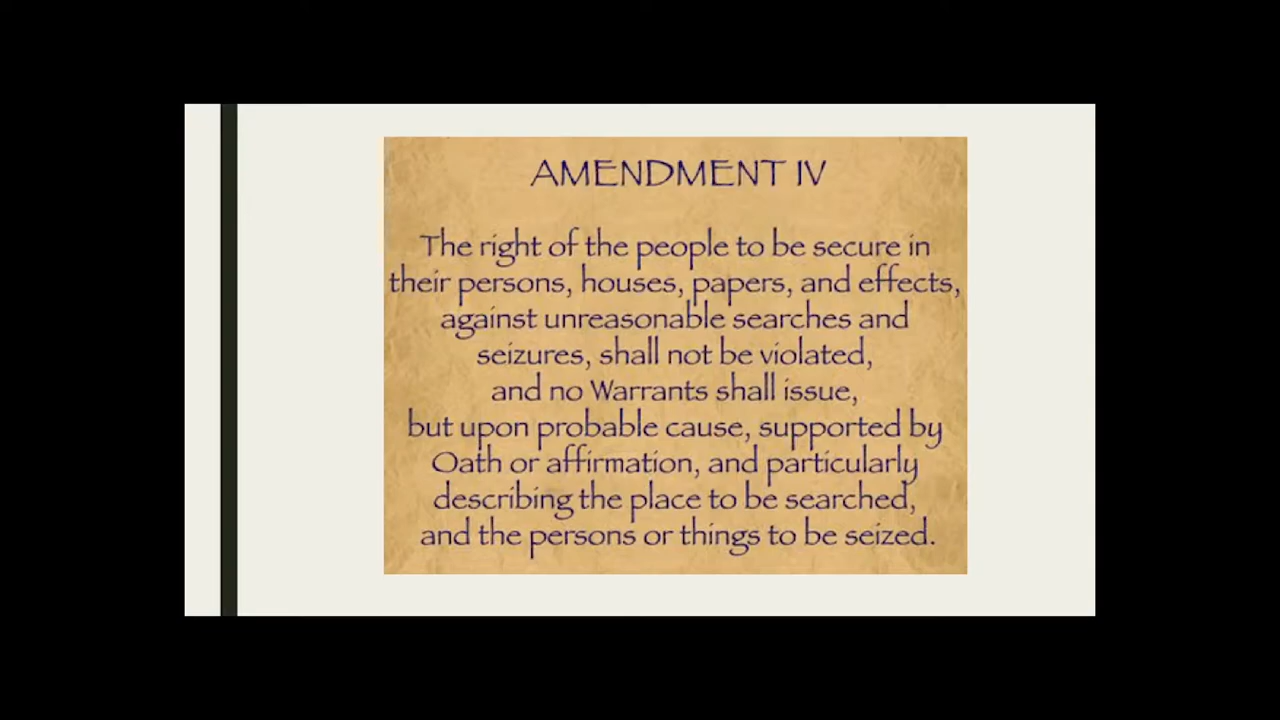 AMENDMENT IV
The right of the people to be secure in
their persons, houses, papers, and effects,
against unreasonable searches and
seizures, shall not be violated,
and no Warrants shall issue,
but upon probable cause, supported by
Oath or affirmation, and particularly
describing the place to be searched,
and the persons or things to be seized.